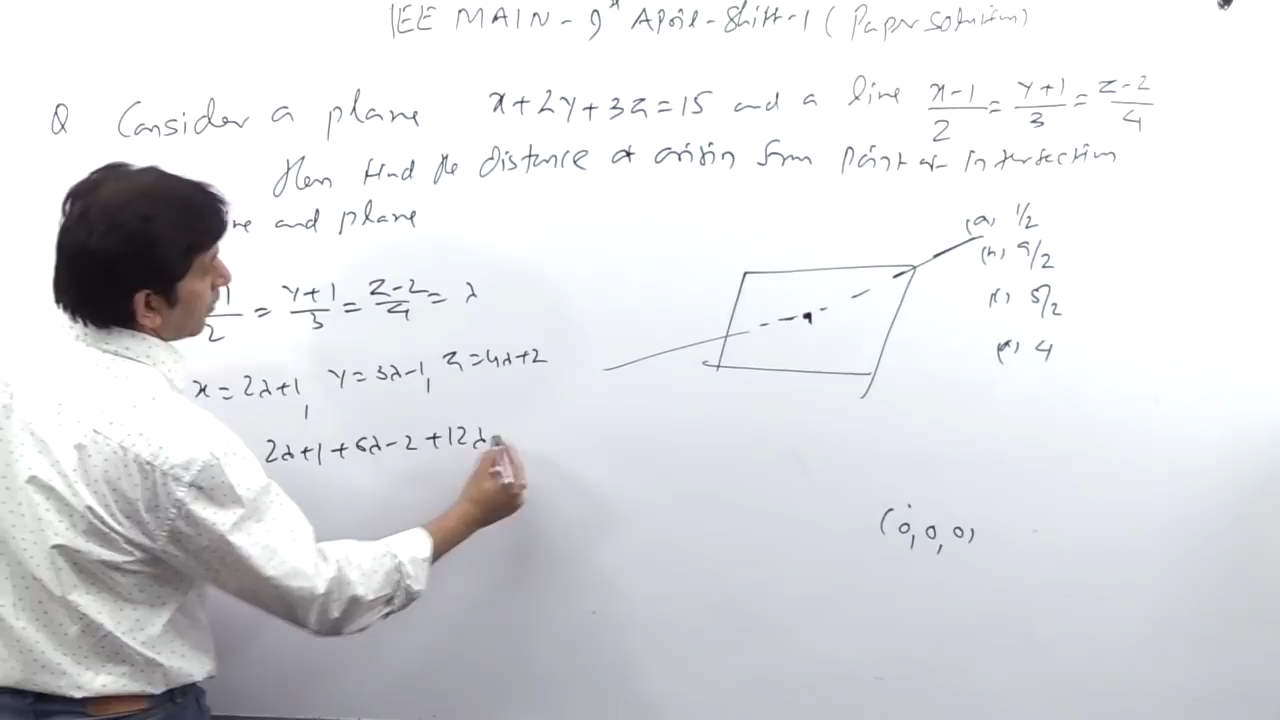 JEE MAIN - 9th April - Shift-1 (Paper solution)
Q Consider a plane x+2y+3z=15 and a line (x-1)/2 = (y+1)/3 = (z-2)/4
then find the distance of origin from point of intersection
and plane
2 = (y+1)/3 = (z-2)/4 = λ
x=2λ+1, y=3λ-1, z=4λ+2
2λ+1+6λ-2+12λ
(a) 1/2
(b) 9/2
(c) 5/2
(d) 4
(0,0,0)